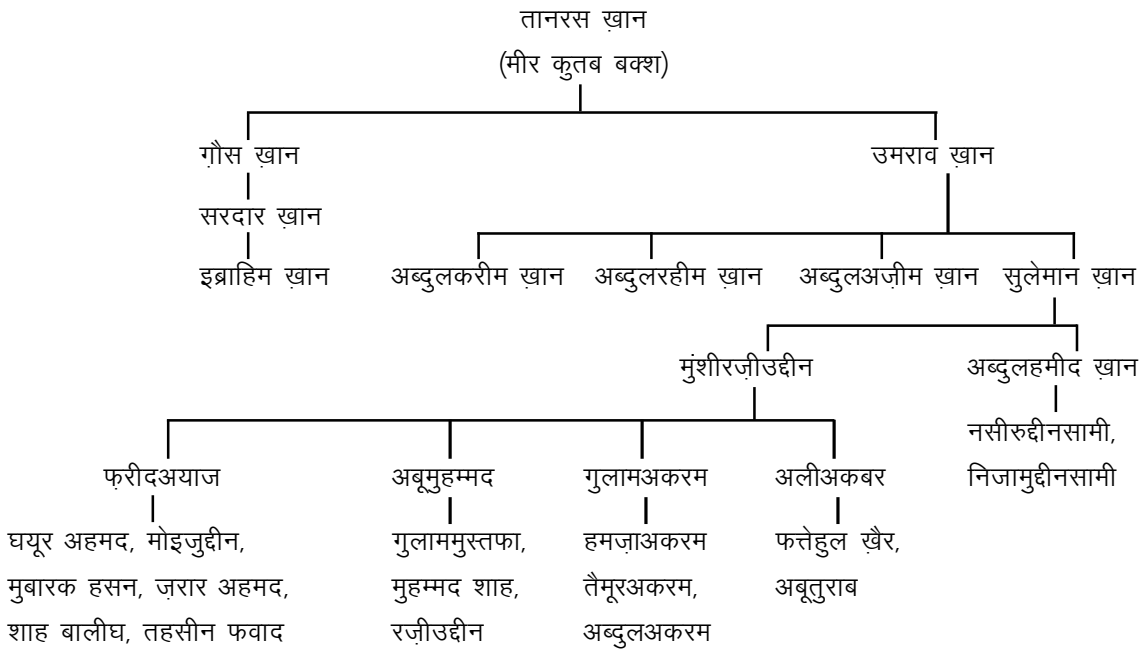 तानरस ख़ान
(मीर कुतब बक्श)
ग़ौस ख़ान
उमराव ख़ान
सरदार ख़ान
इब्राहिम ख़ान
अब्दुलकरीम ख़ान
अब्दुलरहीम ख़ान
अब्दुलअज़ीम ख़ान
सुलेमान ख़ान
मुंशीरज़ीउद्दीन
अब्दुलहमीद ख़ान
नसीरुद्दीनसामी,
निजामुद्दीनसामी
फ़रीदअयाज
अबूमुहम्मद
गुलामअकरम
अलीअकबर
घयूर अहमद, मोइजुद्दीन,
मुबारक हसन, ज़रार अहमद,
शाह बालीघ, तहसीन फवाद
गुलाममुस्तफा,
मुहम्मद शाह,
रज़ीउद्दीन
हमज़ाअकरम
तैमूरअकरम,
अब्दुलअकरम
फत्तेहुल ख़ैर,
अबूतुराब